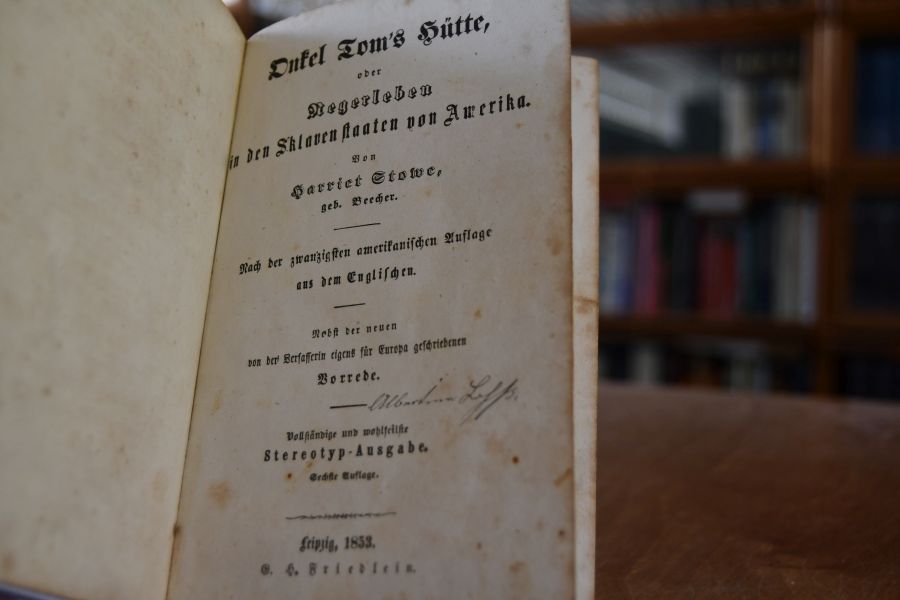 Onkel Tom's Hütte,
oder
Negerleben
in den Sklavenstaaten von Amerika.
Von
Harriet Stowe,
geb. Beecher.
Nach der zwanzigsten amerikanischen Auflage
aus dem Englischen.
Nebst der neuen
von der Verfasserin eigens für Europa geschriebenen
Vorrede.
Albertine
Vollständige und wohlfeilste
Stereotyp-Ausgabe.
Sechste Auflage.
Leipzig, 1853.
G. H. Friedlein.